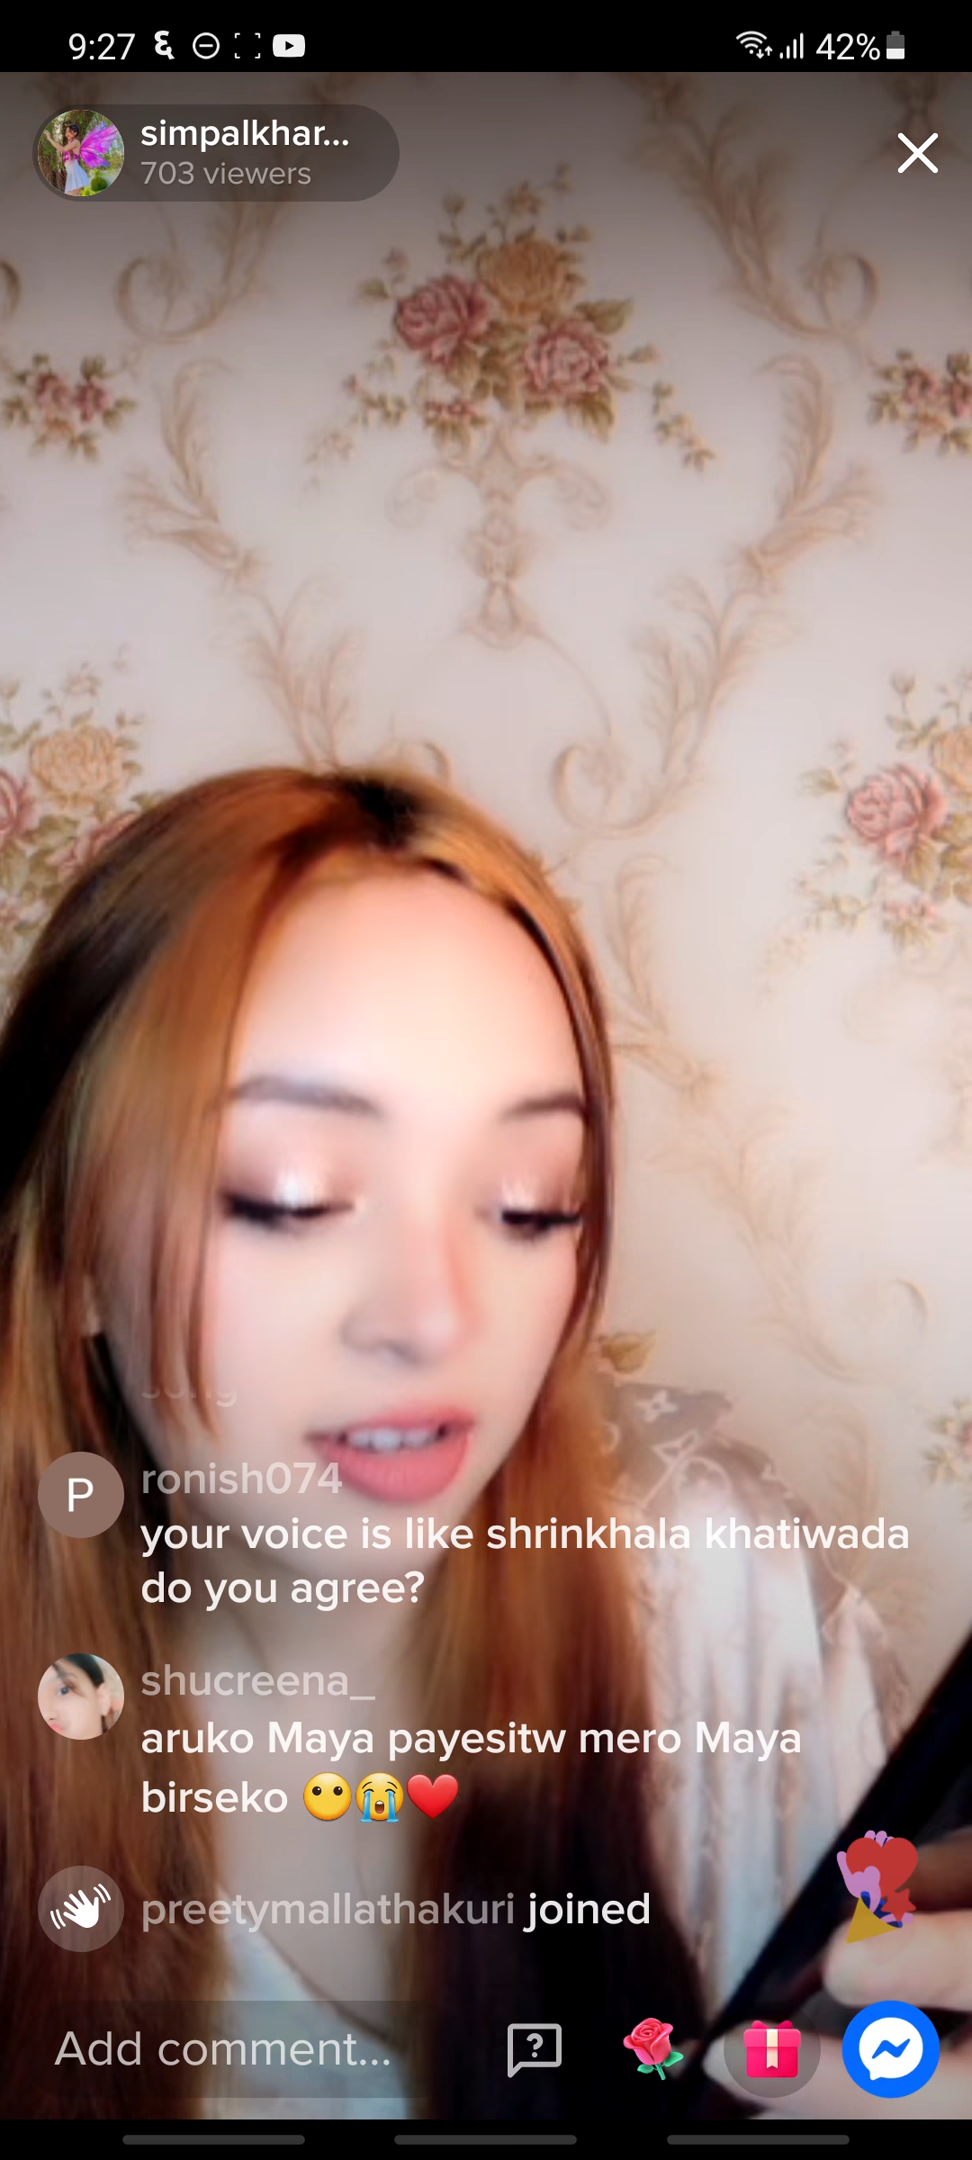 9:27
42%
simpalkhar...
703 viewers
ronish074
your voice is like shrinkhala khatiwada
do you agree?
shucreena_
aruko Maya payesitw mero Maya
birseko 😶😭❤️
preetymallathakuri joined
Add comment...
P